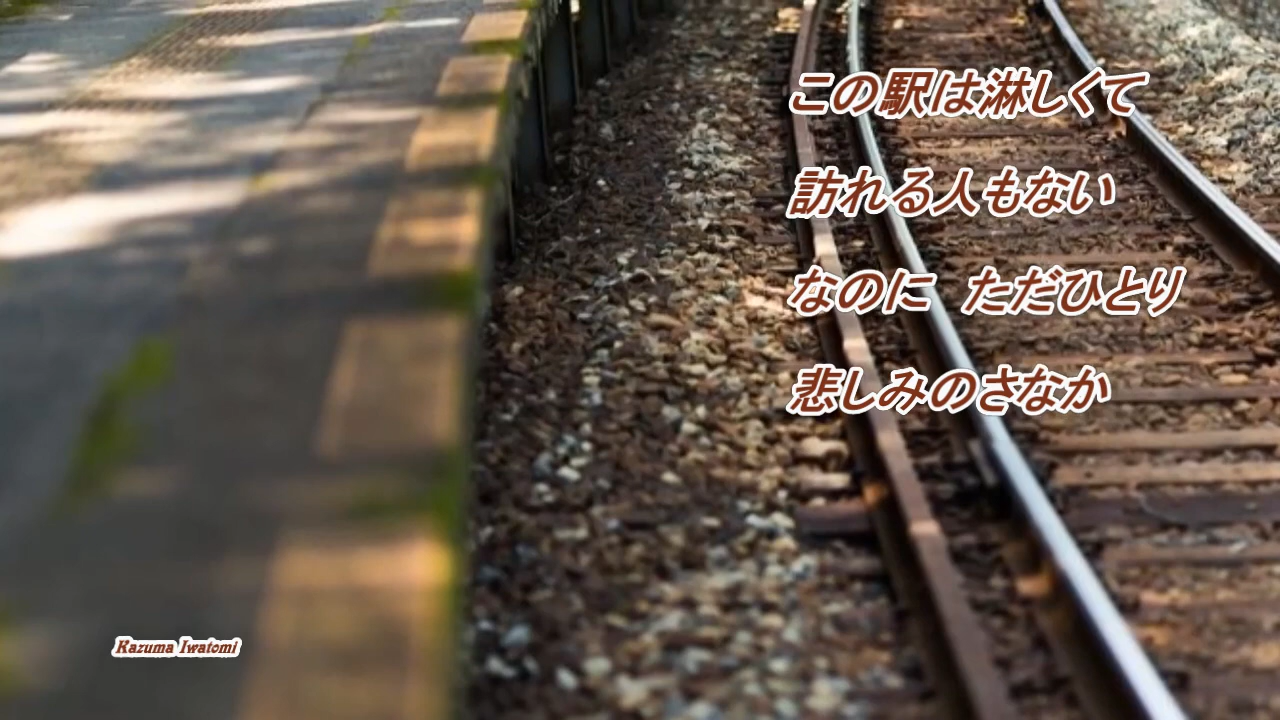 この駅は淋しくて
訪れる人もない
なのに　ただひとり
悲しみのさなか
Kazuma Iwatomi